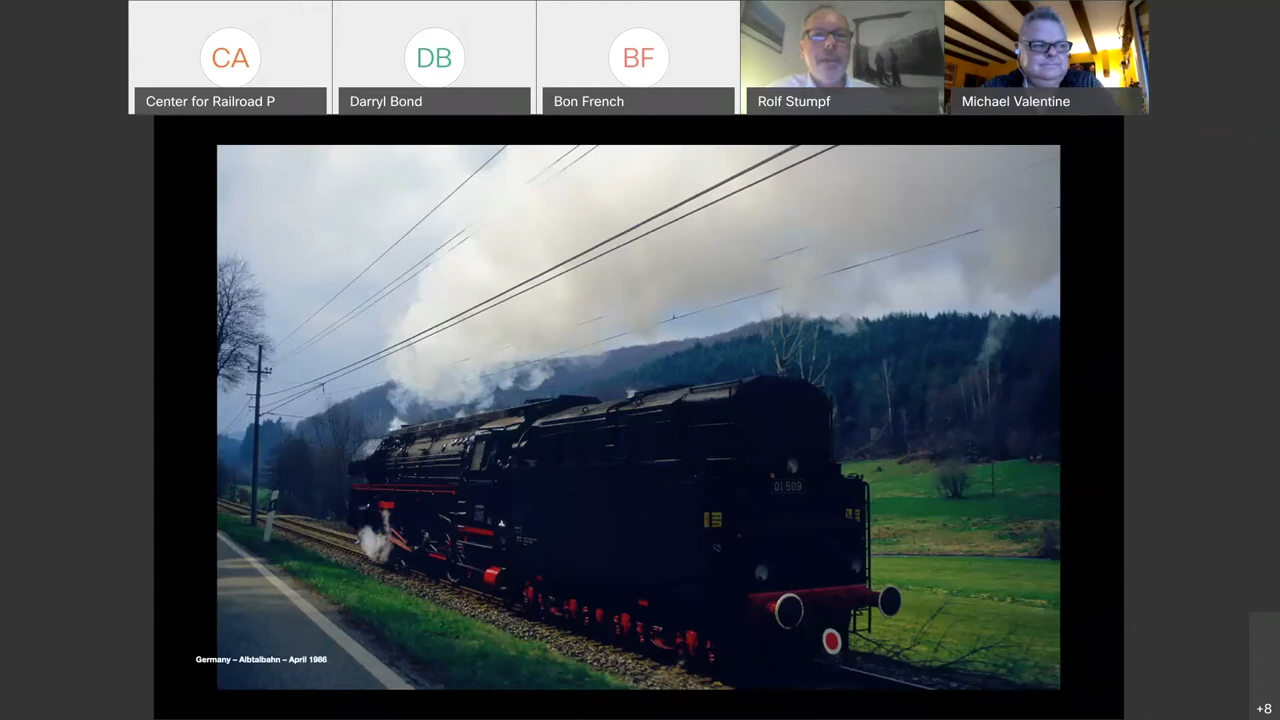 CA
DB
BF
Center for Railroad P
Darryl Bond
Bon French
Rolf Stumpf
Michael Valentine
01 509
Germany – Albtalbahn – April 1986
+8